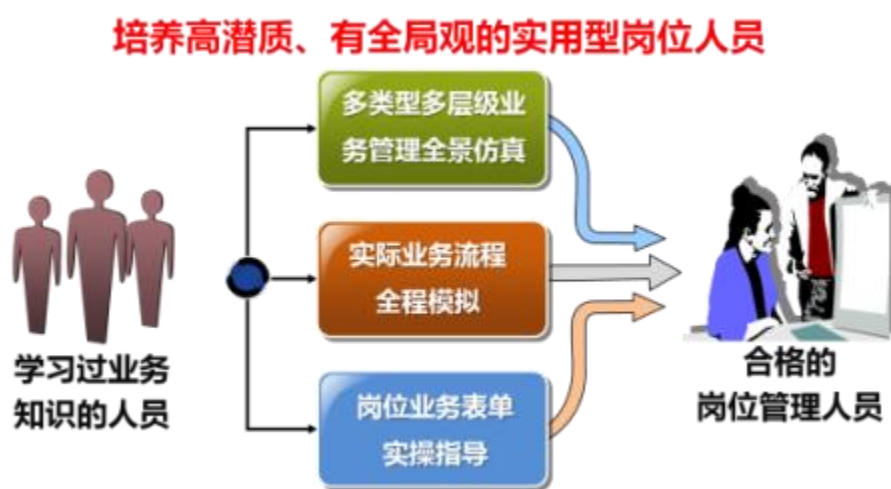 培养高潜质、有全局观的实用型岗位人员
多类型多层级业
务管理全景仿真
实际业务流程
全程模拟
岗位业务表单
实操指导
学习过业务
知识的人员
合格的
岗位管理人员